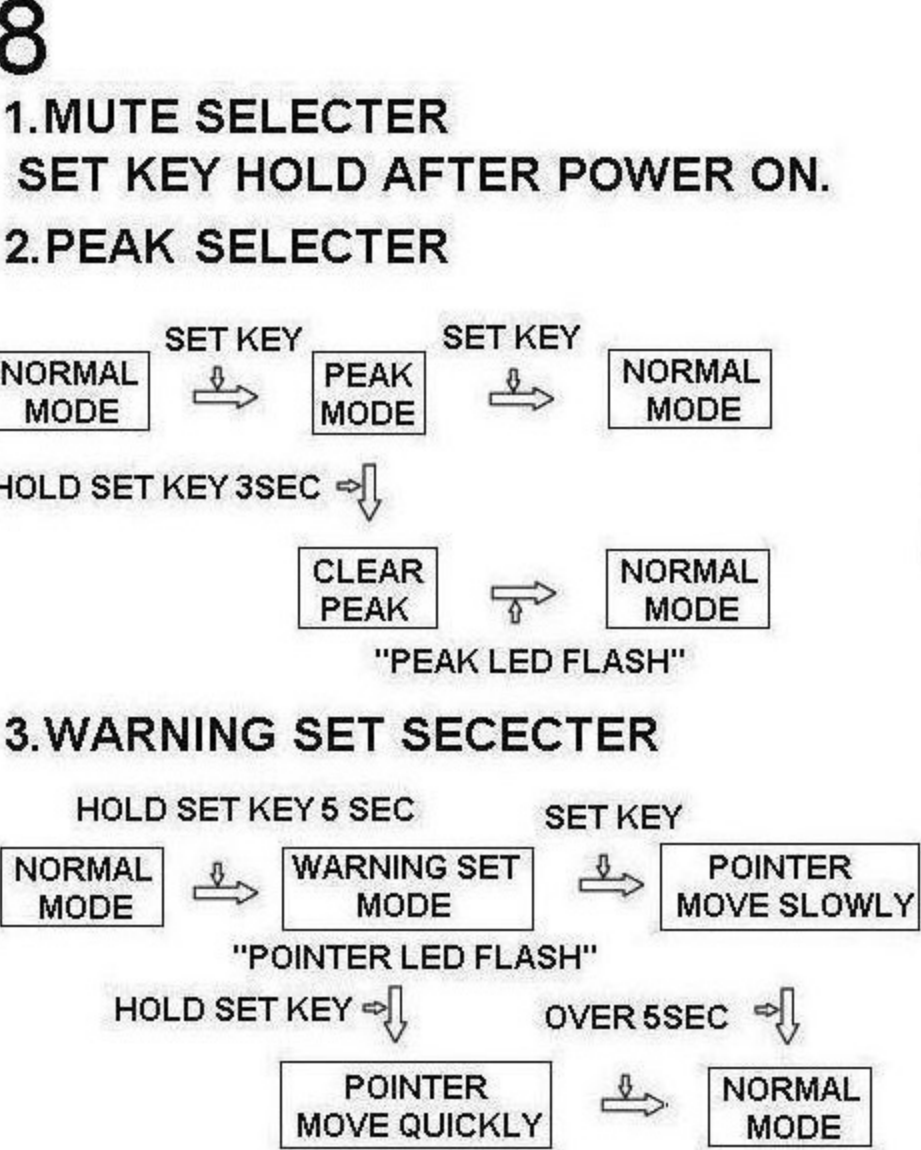 8
1.MUTE SELECTER
SET KEY HOLD AFTER POWER ON.
2.PEAK SELECTER
SET KEY SET KEY
NORMAL PEAK NORMAL
MODE MODE MODE
HOLD SET KEY 3SEC
CLEAR NORMAL
PEAK MODE
"PEAK LED FLASH"
3.WARNING SET SECECTER
HOLD SET KEY 5 SEC SET KEY
NORMAL WARNING SET POINTER
MODE MODE MOVE SLOWLY
"POINTER LED FLASH"
HOLD SET KEY OVER 5SEC
POINTER NORMAL
MOVE QUICKLY MODE